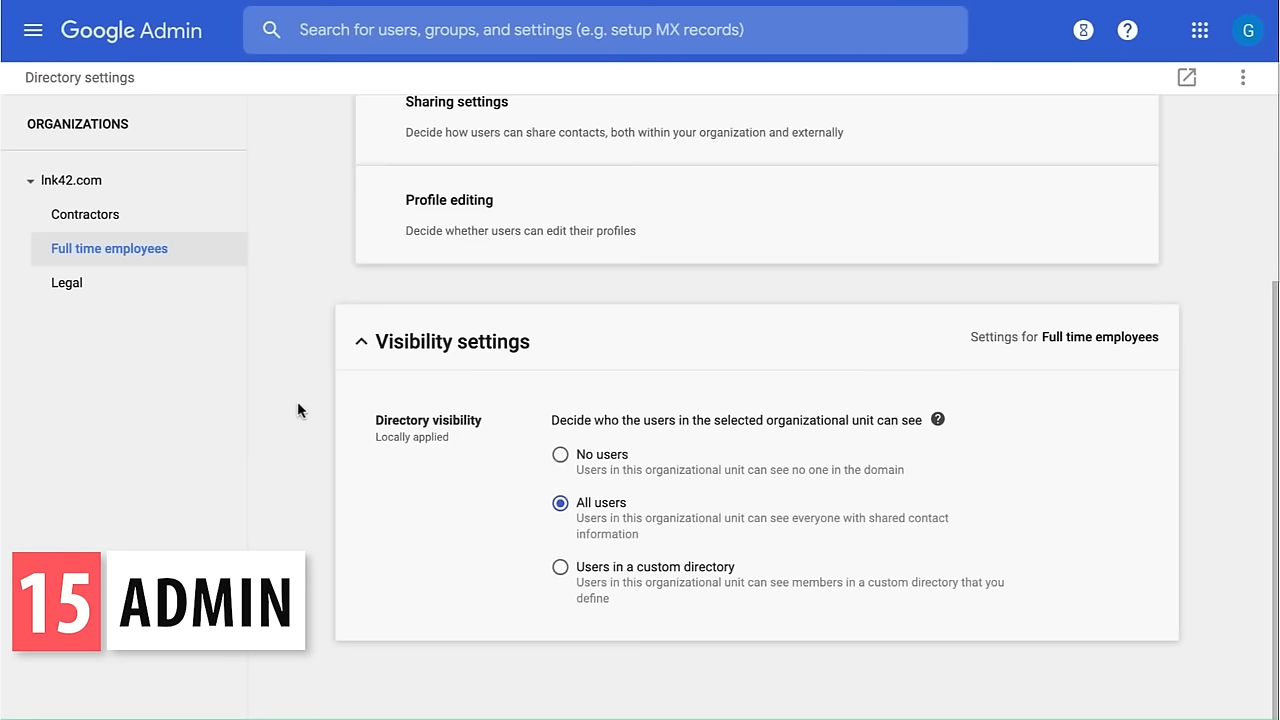 Google Admin
Search for users, groups, and settings (e.g. setup MX records)
G
Directory settings
ORGANIZATIONS
lnk42.com
Contractors
Full time employees
Legal
Sharing settings
Decide how users can share contacts, both within your organization and externally
Profile editing
Decide whether users can edit their profiles
Visibility settings
Settings for Full time employees
Directory visibility
Locally applied
Decide who the users in the selected organizational unit can see
No users
Users in this organizational unit can see no one in the domain
All users
Users in this organizational unit can see everyone with shared contact
information
Users in a custom directory
Users in this organizational unit can see members in a custom directory that you
define
15 ADMIN